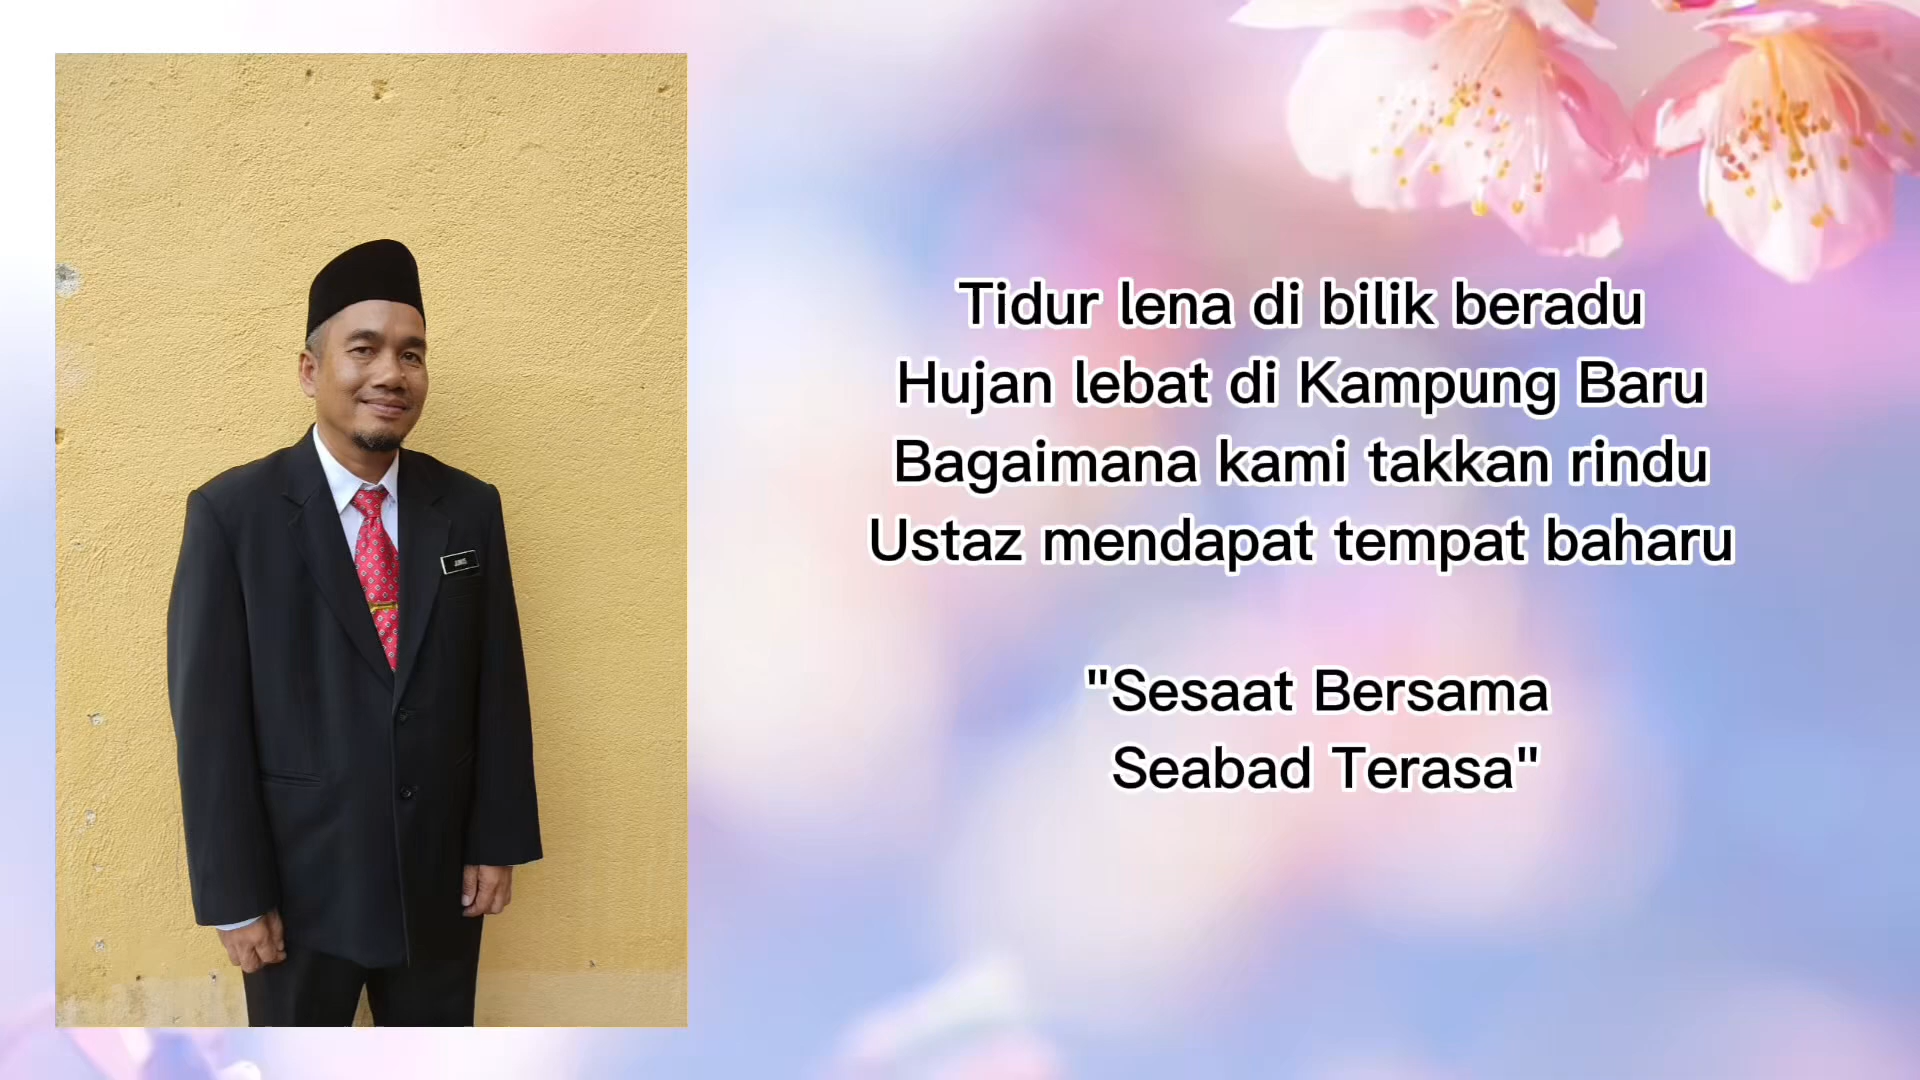 Tidur lena di bilik beradu
Hujan lebat di Kampung Baru
Bagaimana kami takkan rindu
Ustaz mendapat tempat baharu
"Sesaat Bersama
Seabad Terasa"